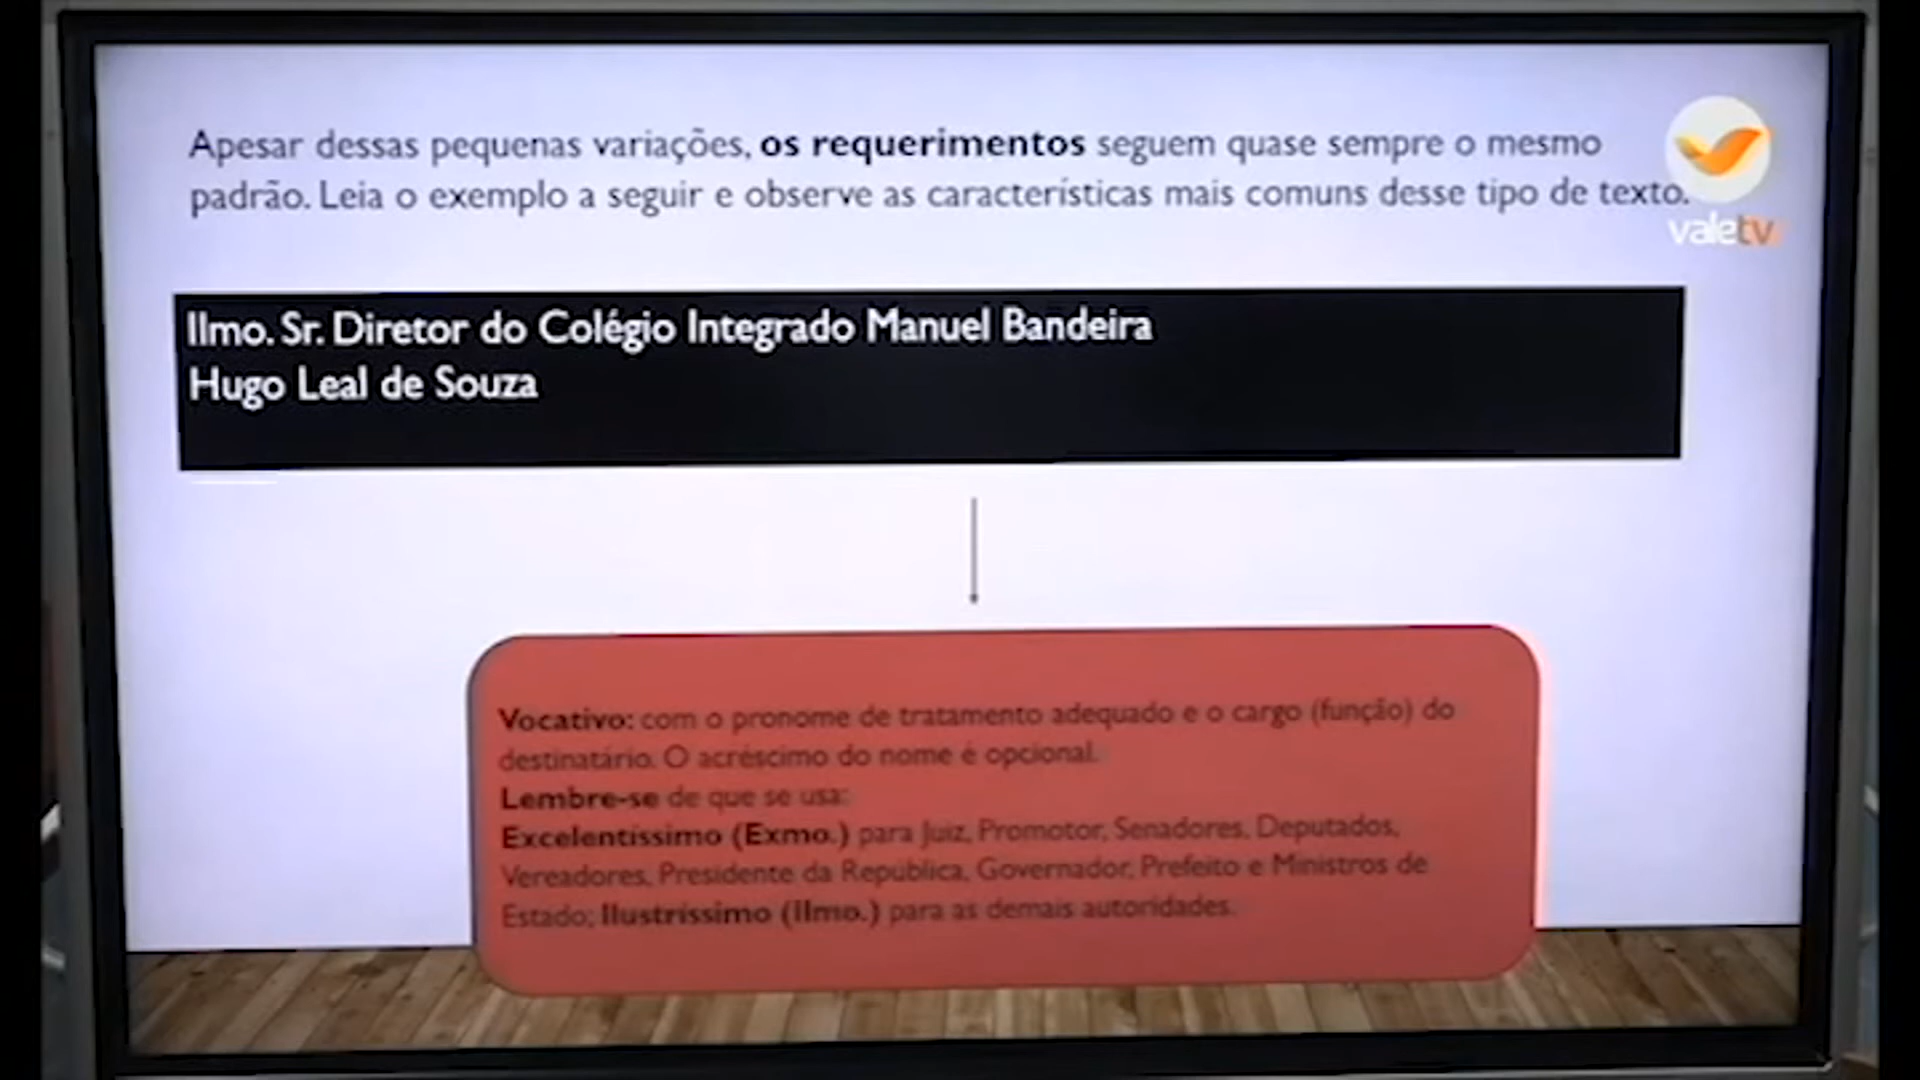 Apesar dessas pequenas variações, os requerimentos seguem quase sempre o mesmo
padrão. Leia o exemplo a seguir e observe as características mais comuns desse tipo de texto.
valetv
Ilmo. Sr. Diretor do Colégio Integrado Manuel Bandeira
Hugo Leal de Souza
Vocativo: com o pronome de tratamento adequado e o cargo (função) do
destinatário. O acréscimo do nome é opcional.
Lembre-se de que se usa:
Excelentíssimo (Exmo.) para Juiz, Promotor, Senadores, Deputados,
Vereadores, Presidente da República, Governador, Prefeito e Ministros de
Estado; Ilustríssimo (Ilmo.) para as demais autoridades.